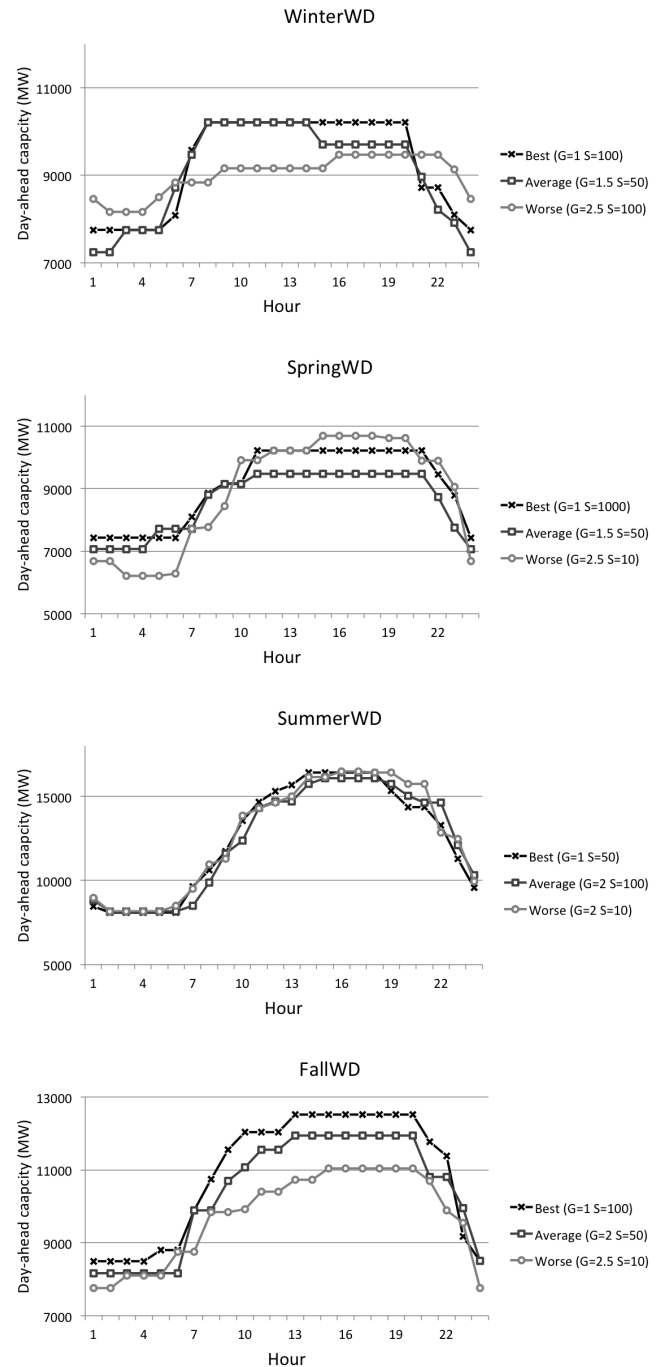 WinterWD
Day-ahead caapcity (MW)
11000
9000
7000
1 4 7 10 13 16 19 22
Hour
Best (G=1 S=100)
Average (G=1.5 S=50)
Worse (G=2.5 S=100)
SpringWD
Day-ahead caapcity (MW)
11000
9000
7000
5000
1 4 7 10 13 16 19 22
Hour
Best (G=1 S=1000)
Average (G=1.5 S=50)
Worse (G=2.5 S=10)
SummerWD
Day-ahead caapcity (MW)
15000
10000
5000
1 4 7 10 13 16 19 22
Hour
Best (G=1 S=50)
Average (G=2 S=100)
Worse (G=2 S=10)
FallWD
Day-ahead caapcity (MW)
13000
11000
9000
7000
1 4 7 10 13 16 19 22
Hour
Best (G=1 S=100)
Average (G=2 S=50)
Worse (G=2.5 S=10)